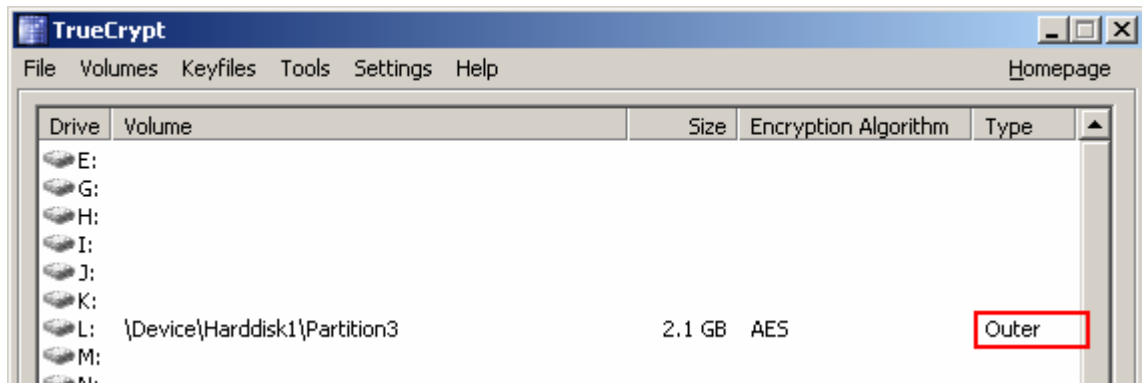 TrueCrypt
File Volumes Keyfiles Tools Settings Help Homepage
Drive Volume Size Encryption Algorithm Type
E:
G:
H:
I:
J:
K:
L: \Device\Harddisk1\Partition3 2.1 GB AES Outer
M:
N: